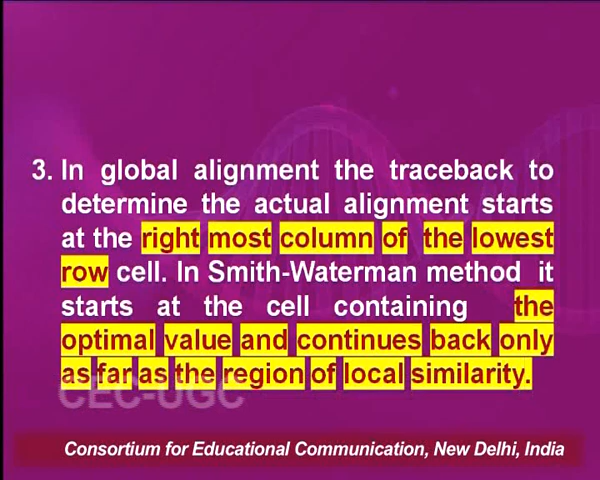 3. In global alignment the traceback to
determine the actual alignment starts
at the right most column of the lowest
row cell. In Smith-Waterman method it
starts at the cell containing the
optimal value and continues back only
as far as the region of local similarity.
CEC-UGC
Consortium for Educational Communication, New Delhi, India